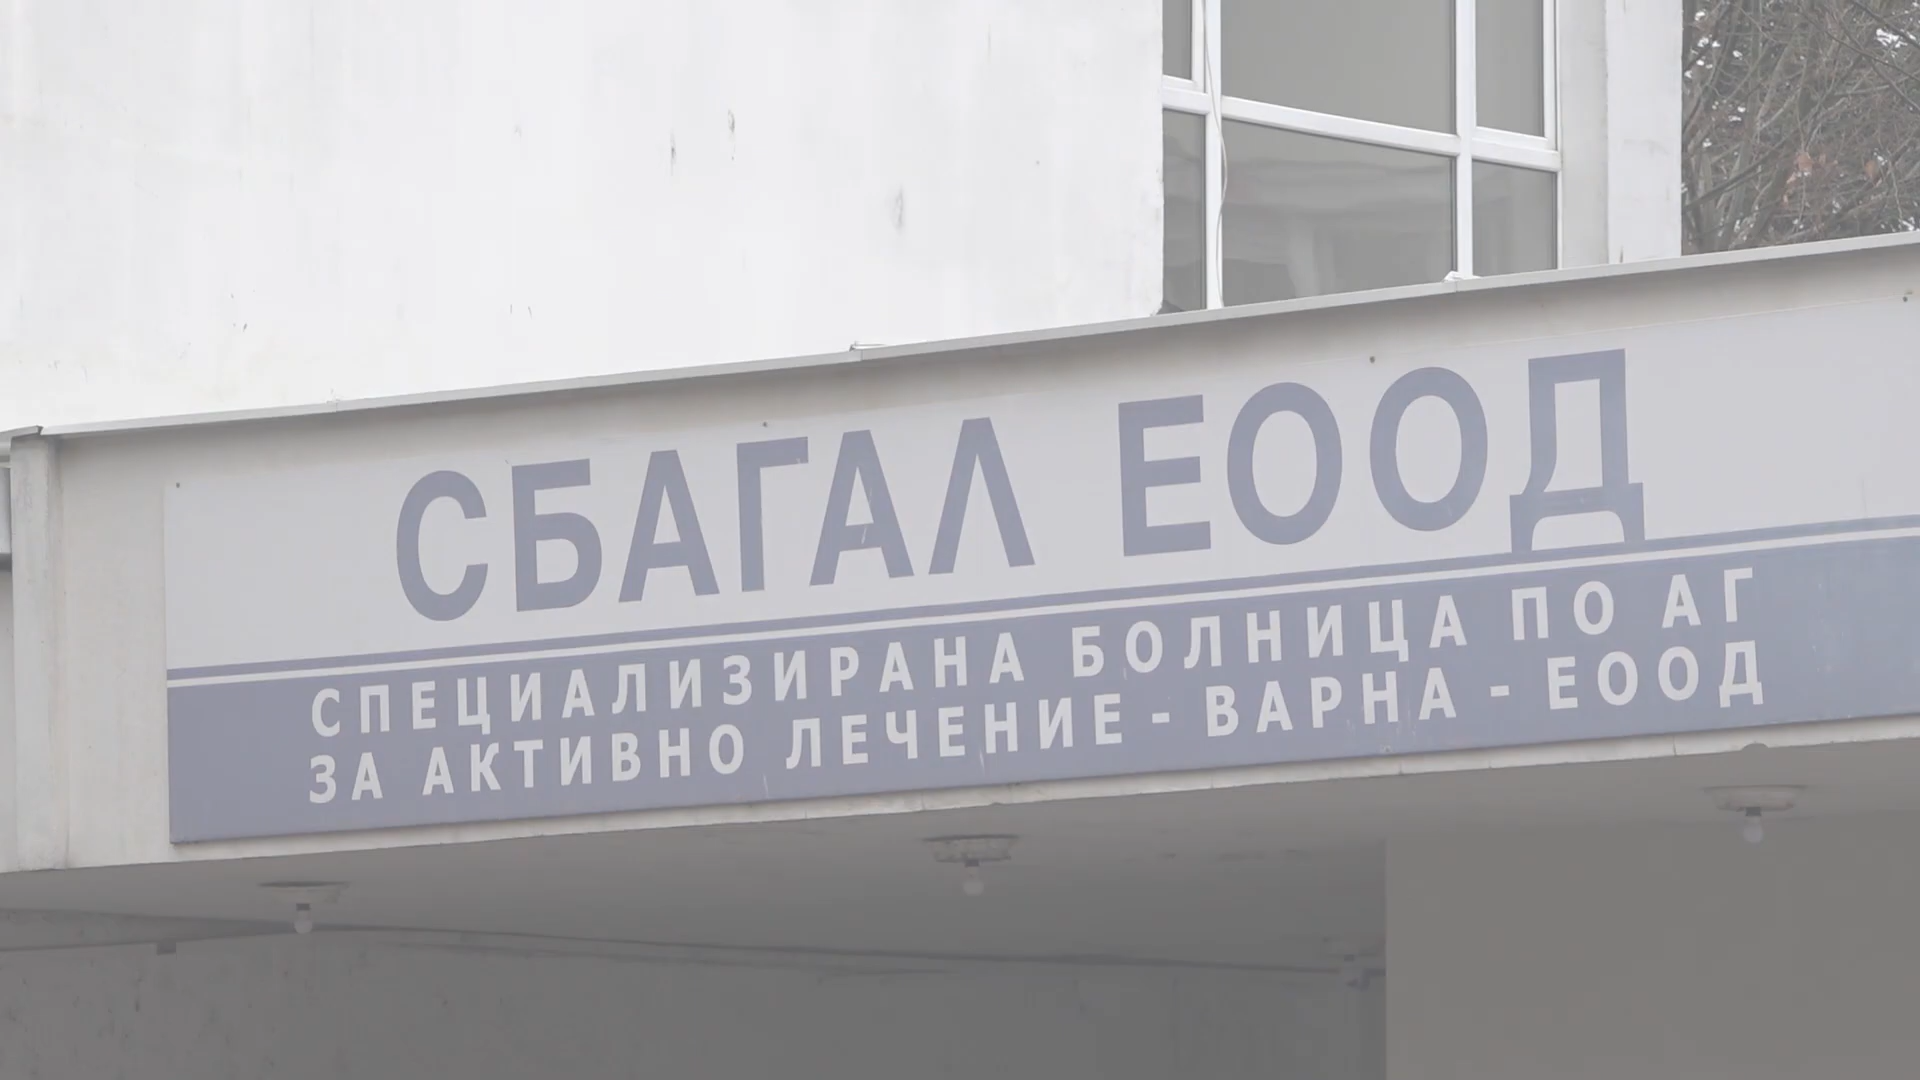 СБАГАЛ ЕООД
СПЕЦИАЛИЗИРАНА БОЛНИЦА ПО АГ
ЗА АКТИВНО ЛЕЧЕНИЕ - ВАРНА - ЕООД